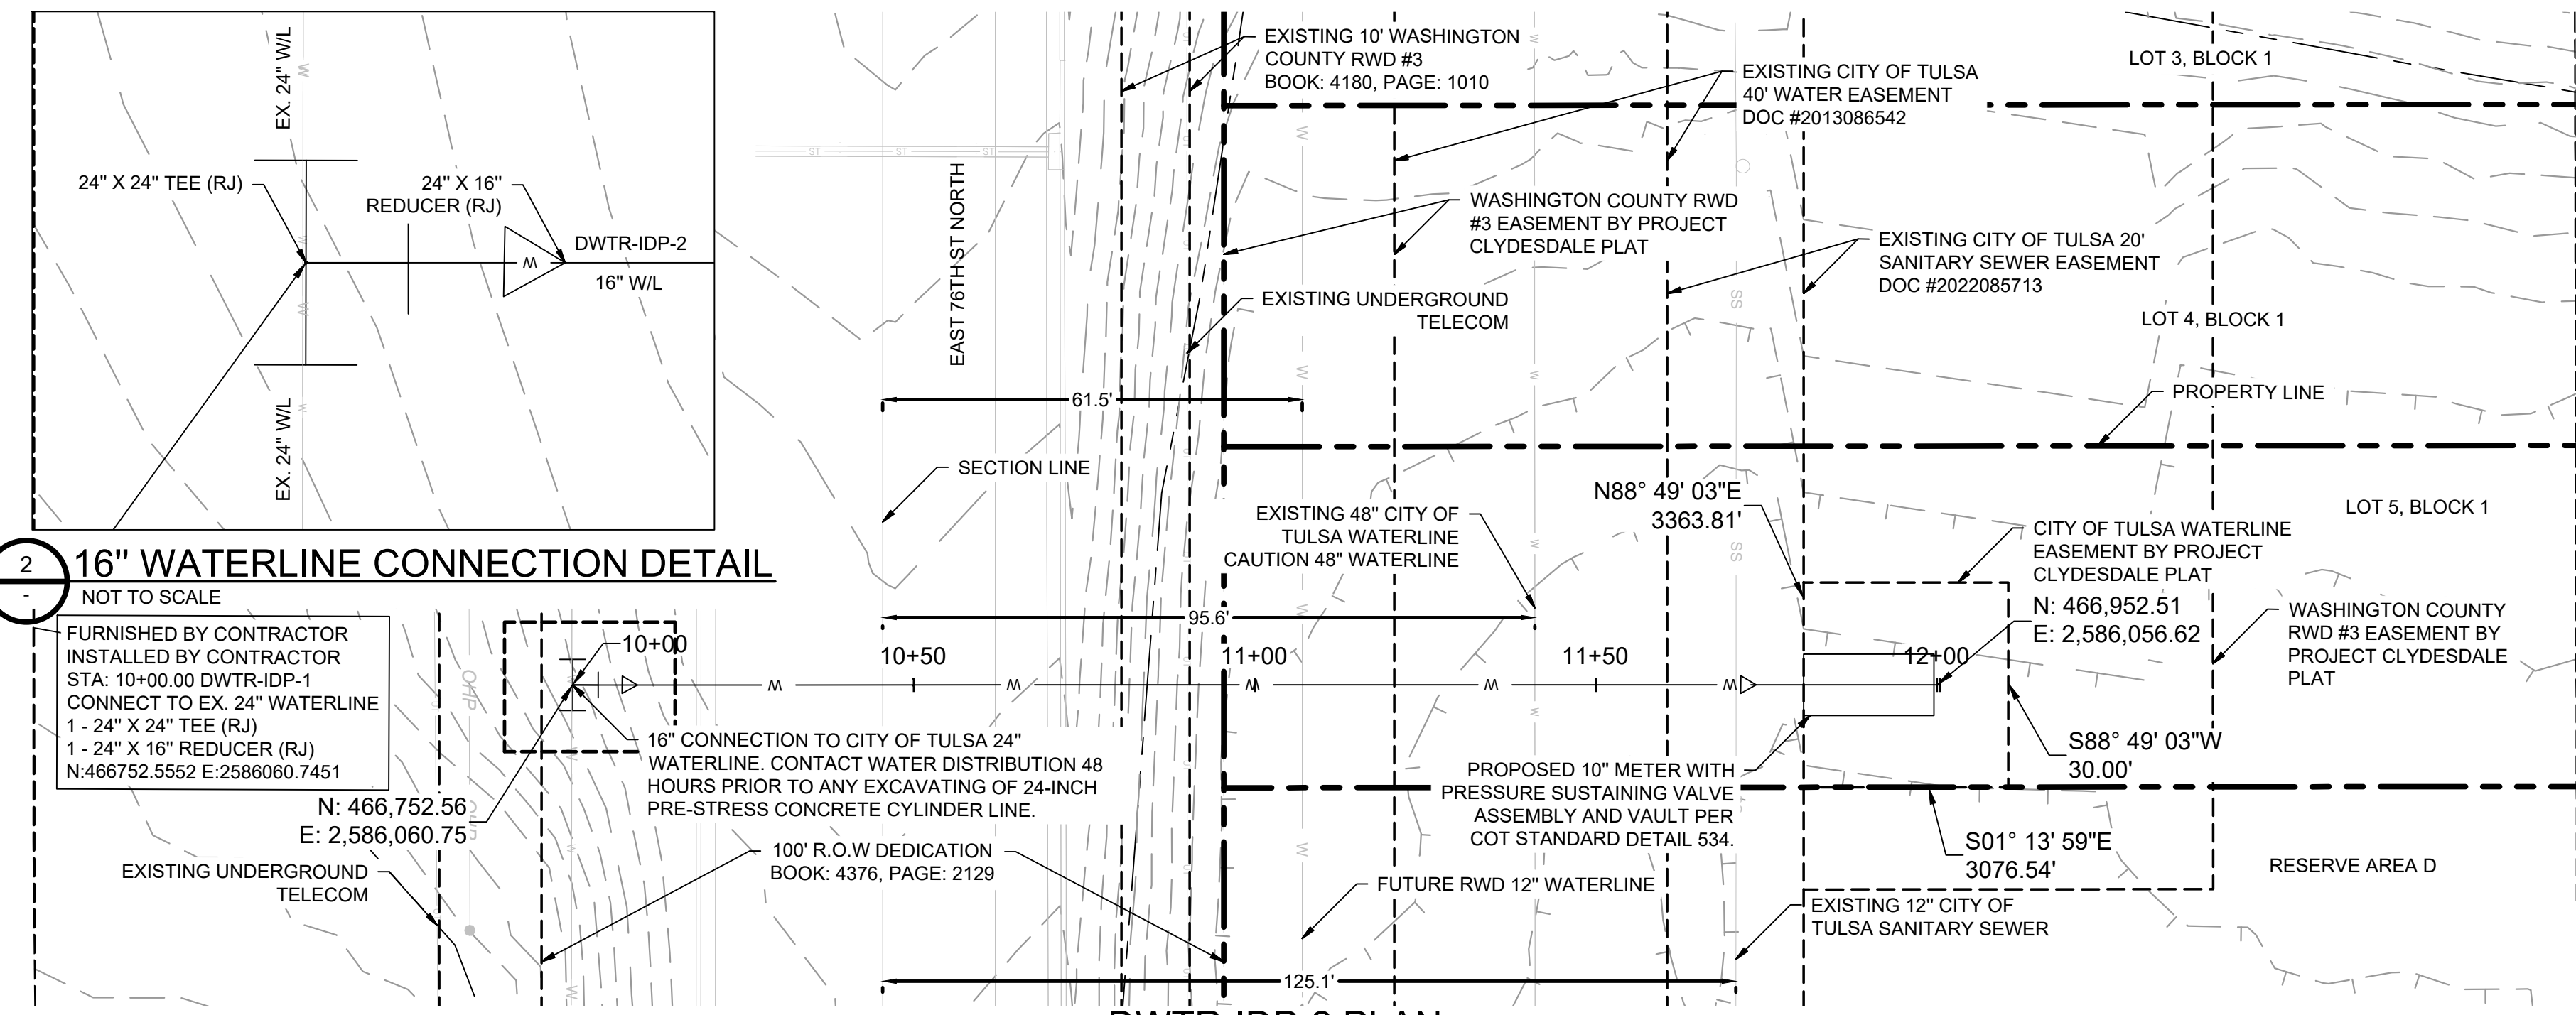 EX. 24" W/L
24" X 24" TEE (RJ)
24" X 16"
REDUCER (RJ)
DWTR-IDP-2
W
16" W/L
EX. 24" W/L
2
-
16" WATERLINE CONNECTION DETAIL
NOT TO SCALE
FURNISHED BY CONTRACTOR
INSTALLED BY CONTRACTOR
STA: 10+00.00 DWTR-IDP-1
CONNECT TO EX. 24" WATERLINE
1 - 24" X 24" TEE (RJ)
1 - 24" X 16" REDUCER (RJ)
N:466752.5552 E:2586060.7451
N: 466,752.56
E: 2,586,060.75
EXISTING UNDERGROUND
TELECOM
OHP
OHP
10+00
16" CONNECTION TO CITY OF TULSA 24"
WATERLINE. CONTACT WATER DISTRIBUTION 48
HOURS PRIOR TO ANY EXCAVATING OF 24-INCH
PRE-STRESS CONCRETE CYLINDER LINE.
100' R.O.W DEDICATION
BOOK: 4376, PAGE: 2129
ST ST ST
EAST 76TH ST NORTH
SECTION LINE
61.5'
95.6'
125.1'
10+50
11+00
11+50
12+00
W W W W W
EXISTING 10' WASHINGTON
COUNTY RWD #3
BOOK: 4180, PAGE: 1010
EXISTING CITY OF TULSA
40' WATER EASEMENT
DOC #2013086542
WASHINGTON COUNTY RWD
#3 EASEMENT BY PROJECT
CLYDESDALE PLAT
EXISTING UNDERGROUND
TELECOM
EXISTING CITY OF TULSA 20'
SANITARY SEWER EASEMENT
DOC #2022085713
LOT 3, BLOCK 1
LOT 4, BLOCK 1
PROPERTY LINE
LOT 5, BLOCK 1
SS
SS
EXISTING 48" CITY OF
TULSA WATERLINE
CAUTION 48" WATERLINE
N88° 49' 03"E
3363.81'
CITY OF TULSA WATERLINE
EASEMENT BY PROJECT
CLYDESDALE PLAT
N: 466,952.51
E: 2,586,056.62
WASHINGTON COUNTY
RWD #3 EASEMENT BY
PROJECT CLYDESDALE
PLAT
S88° 49' 03"W
30.00'
PROPOSED 10" METER WITH
PRESSURE SUSTAINING VALVE
ASSEMBLY AND VAULT PER
COT STANDARD DETAIL 534.
S01° 13' 59"E
3076.54'
RESERVE AREA D
FUTURE RWD 12" WATERLINE
EXISTING 12" CITY OF
TULSA SANITARY SEWER
DWTR-IDP-2 PLAN